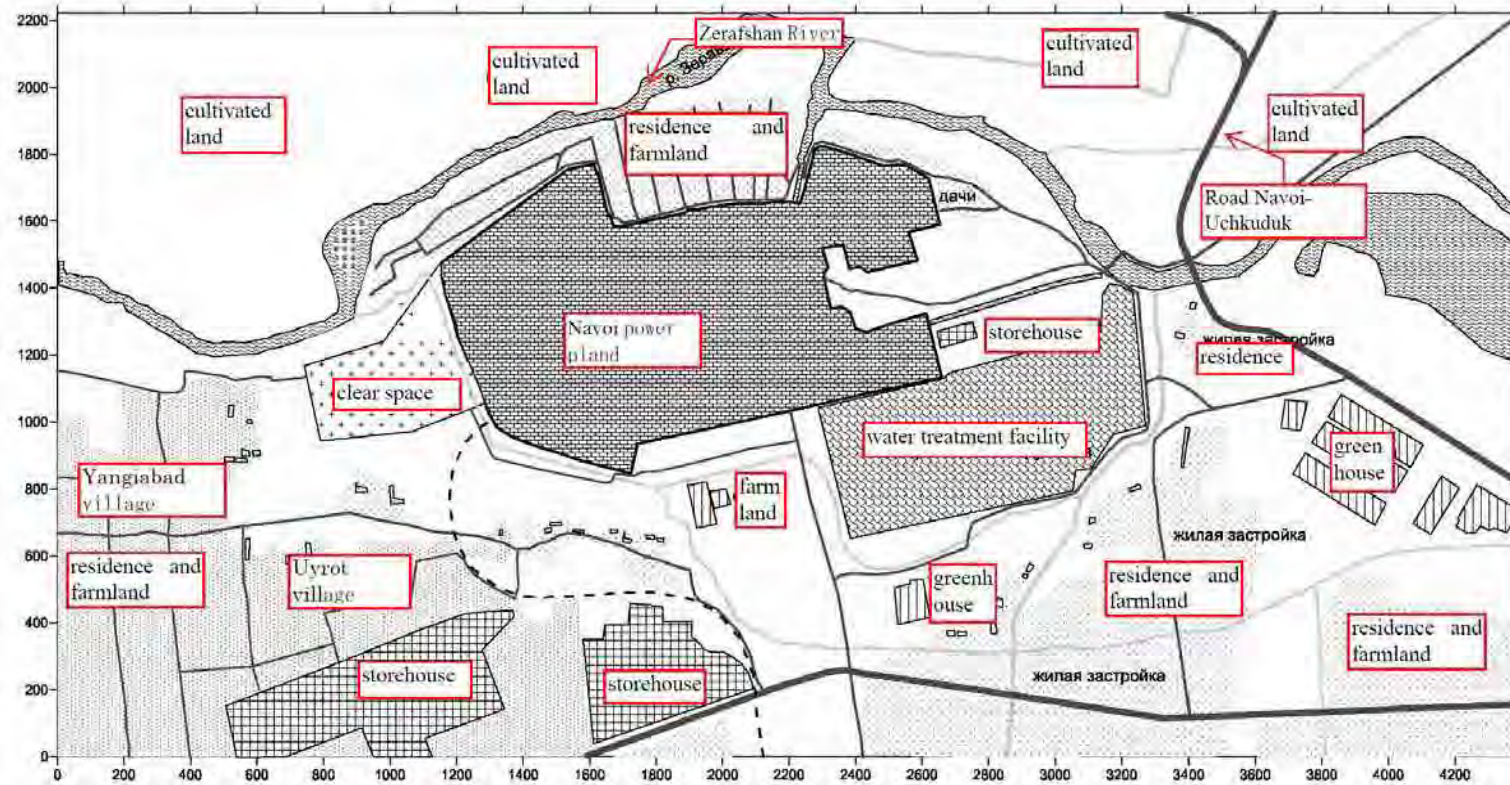 2200
2000
1800
1600
1400
1200
1000
800
600
400
200
0
Zerafshan River
cultivated
land
cultivated
land
cultivated
land
cultivated
land
residence and
farmland
Road Navoi-
Uchkuduk
дачи
Navoi power
pland
storehouse
жилая застройка
residence
clear space
water treatment facility
green
house
Yangiabad
village
farm
land
жилая застройка
residence and
farmland
Uyrot
village
greenh
ouse
residence and
farmland
residence and
farmland
storehouse
storehouse
жилая застройка
0 200 400 600 800 1000 1200 1400 1600 1800 2000 2200 2400 2600 2800 3000 3200 3400 3600 3800 4000 4200